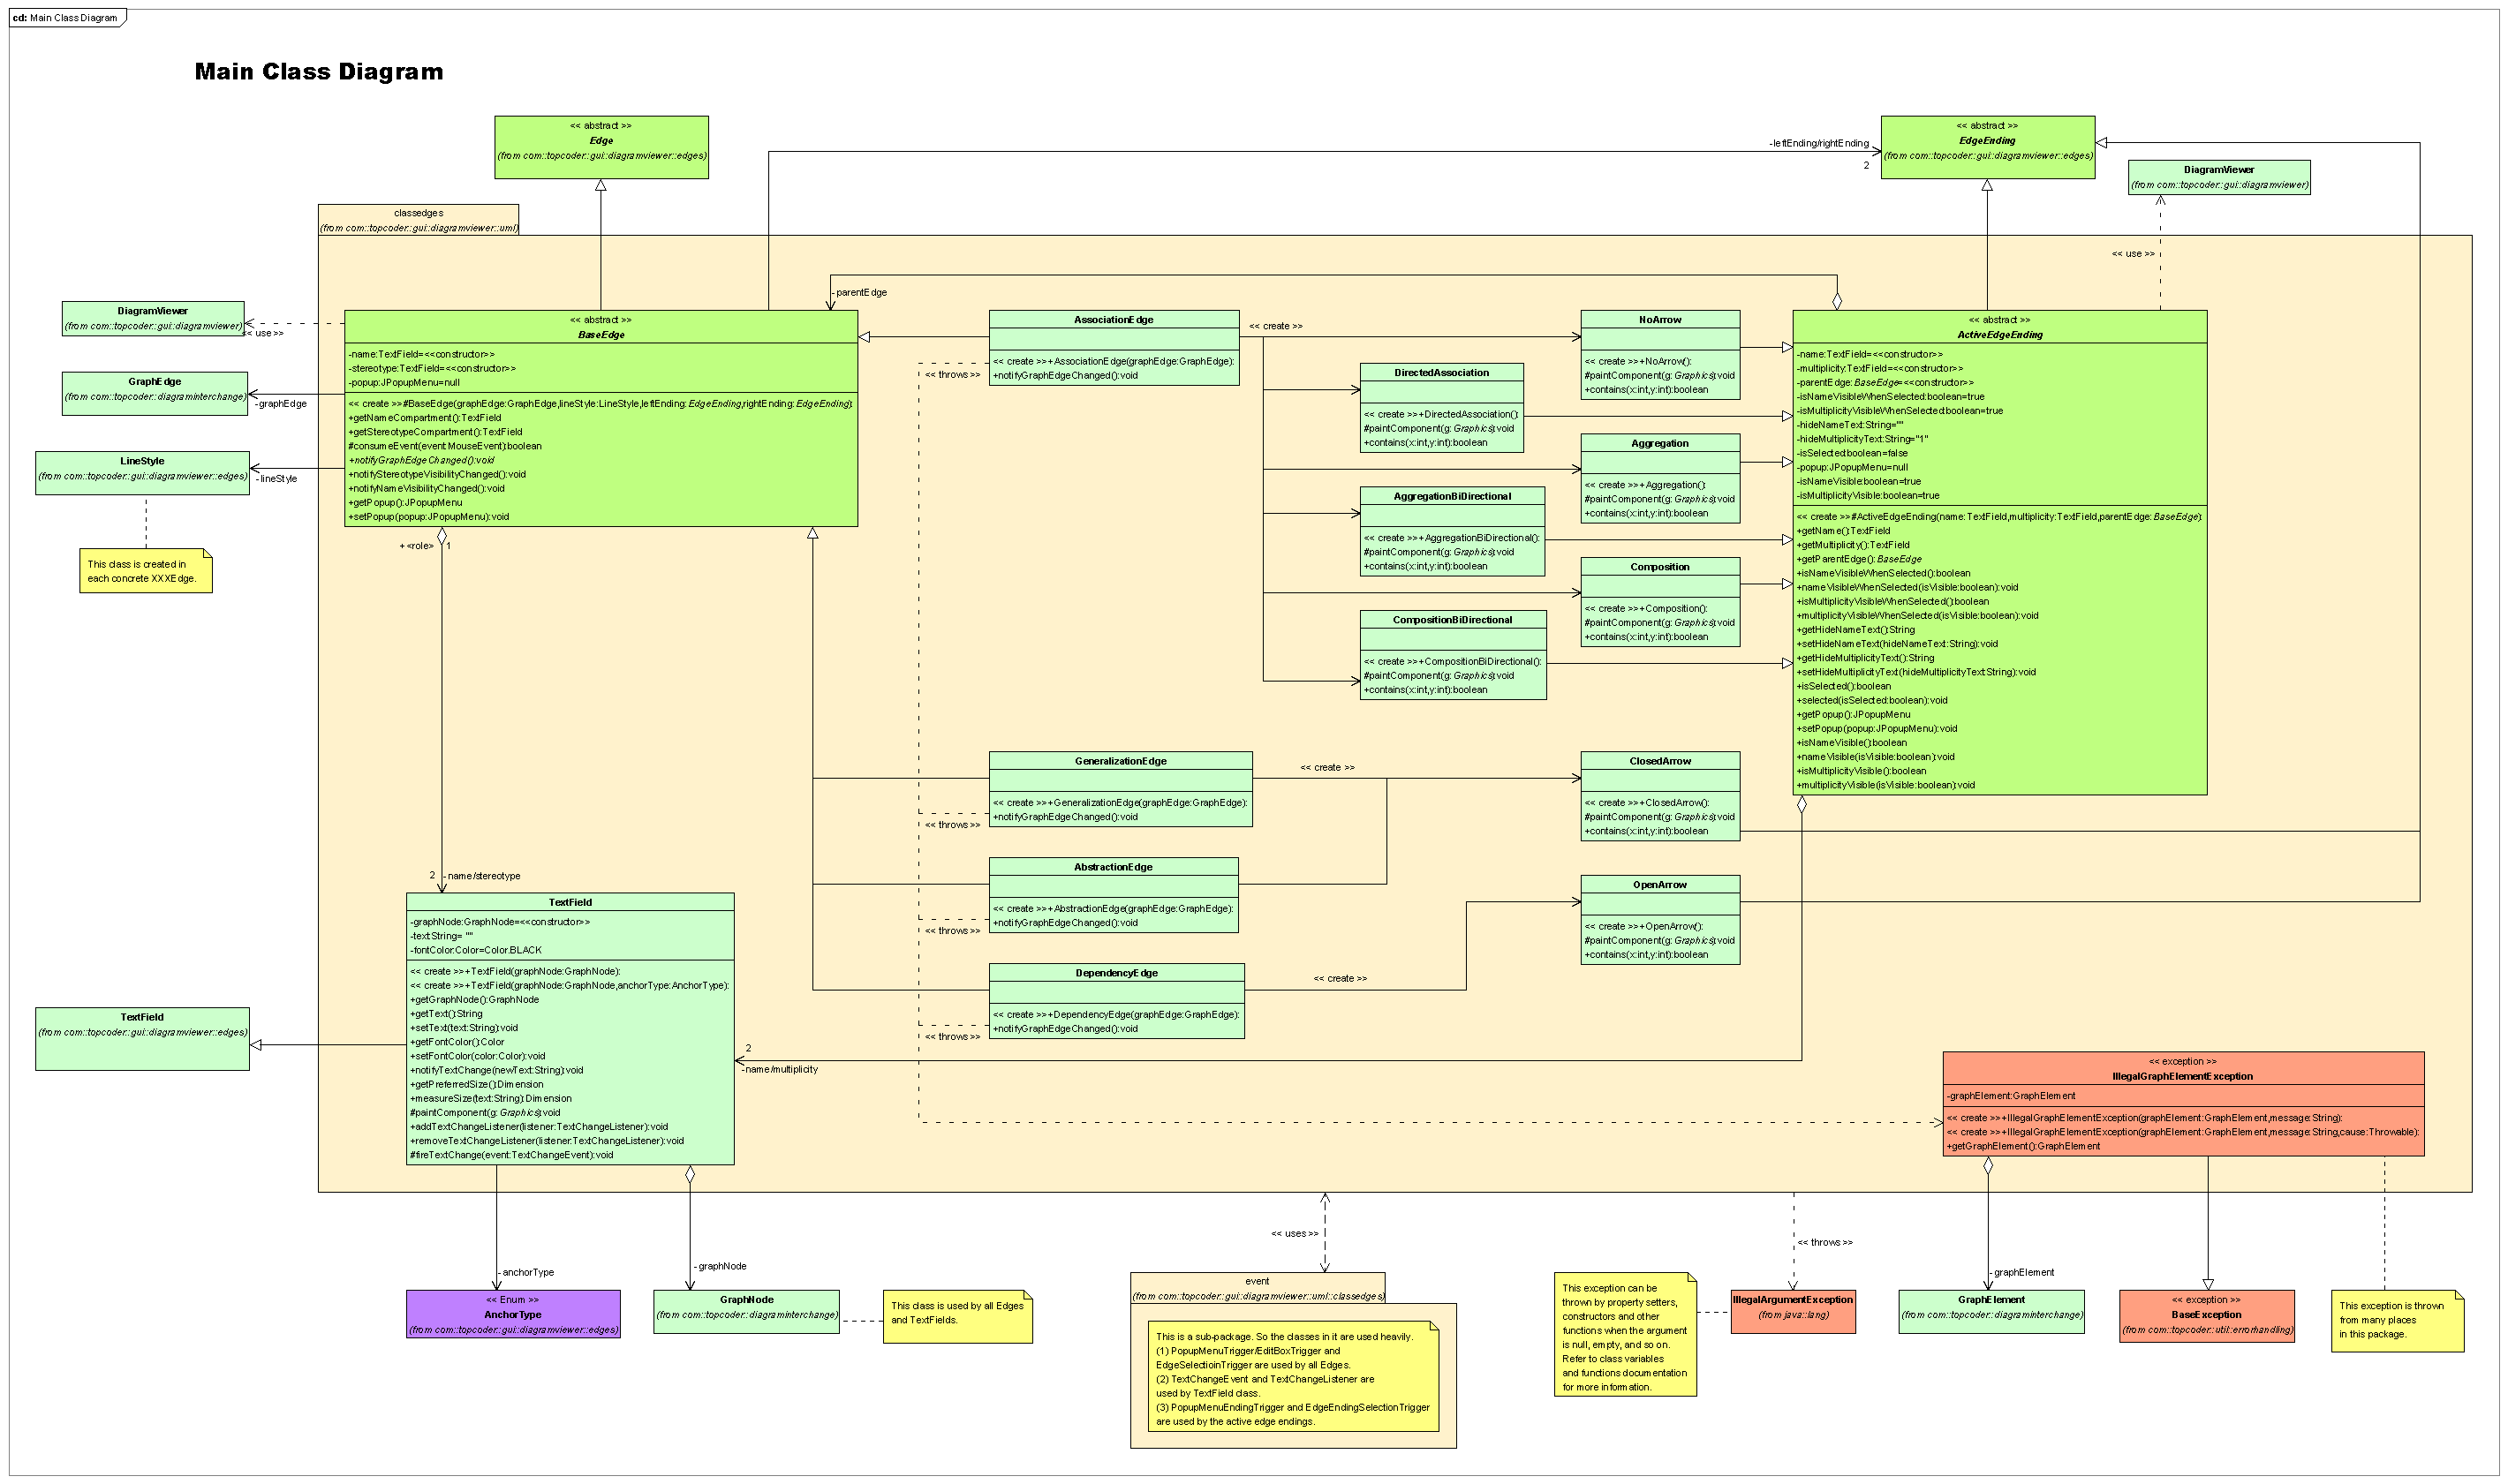 cd: Main Class Diagram
Main Class Diagram
<< abstract >>
Edge
(from com::topcoder::gui::diagramviewer::edges)
<< abstract >>
EdgeEnding
(from com::topcoder::gui::diagramviewer::edges)
-leftEnding/rightEnding
2
DiagramViewer
(from com::topcoder::gui::diagramviewer)
<< use >>
classedges
(from com::topcoder::gui::diagramviewer::uml)
-parentEdge
DiagramViewer
(from com::topcoder::gui::diagramviewer)
<< use >>
GraphEdge
(from com::topcoder::diagraminterchange)
-graphEdge
LineStyle
(from com::topcoder::gui::diagramviewer::edges)
-lineStyle
This class is created in
each concrete XXXEdge.
<< abstract >>
BaseEdge
-name:TextField=<<constructor>>
-stereotype:TextField=<<constructor>>
-popup:JPopupMenu=null
<< create >>#BaseEdge(graphEdge:GraphEdge,lineStyle:LineStyle,leftEnding:EdgeEnding,rightEnding:EdgeEnding):
+getNameCompartment():TextField
+getStereotypeCompartment():TextField
#consumeEvent(event:MouseEvent):boolean
+notifyGraphEdgeChanged():void
+notifyStereotypeVisibilityChanged():void
+notifyNameVisibilityChanged():void
+getPopup():JPopupMenu
+setPopup(popup:JPopupMenu):void
+ «role»
1
2
-name/stereotype
AssociationEdge
<< create >>+AssociationEdge(graphEdge:GraphEdge):
+notifyGraphEdgeChanged():void
<< throws >>
<< create >>
NoArrow
<< create >>+NoArrow():
#paintComponent(g:Graphics):void
+contains(x:int,y:int):boolean
DirectedAssociation
<< create >>+DirectedAssociation():
#paintComponent(g:Graphics):void
+contains(x:int,y:int):boolean
Aggregation
<< create >>+Aggregation():
#paintComponent(g:Graphics):void
+contains(x:int,y:int):boolean
AggregationBiDirectional
<< create >>+AggregationBiDirectional():
#paintComponent(g:Graphics):void
+contains(x:int,y:int):boolean
Composition
<< create >>+Composition():
#paintComponent(g:Graphics):void
+contains(x:int,y:int):boolean
CompositionBiDirectional
<< create >>+CompositionBiDirectional():
#paintComponent(g:Graphics):void
+contains(x:int,y:int):boolean
<< abstract >>
ActiveEdgeEnding
-name:TextField=<<constructor>>
-multiplicity:TextField=<<constructor>>
-parentEdge:BaseEdge=<<constructor>>
-isNameVisibleWhenSelected:boolean=true
-isMultiplicityVisibleWhenSelected:boolean=true
-hideNameText:String=""
-hideMultiplicityText:String="1"
-isSelected:boolean=false
-popup:JPopupMenu=null
-isNameVisible:boolean=true
-isMultiplicityVisible:boolean=true
<< create >>#ActiveEdgeEnding(name:TextField,multiplicity:TextField,parentEdge:BaseEdge):
+getName():TextField
+getMultiplicity():TextField
+getParentEdge():BaseEdge
+isNameVisibleWhenSelected():boolean
+nameVisibleWhenSelected(isVisible:boolean):void
+isMultiplicityVisibleWhenSelected():boolean
+multiplicityVisibleWhenSelected(isVisible:boolean):void
+getHideNameText():String
+setHideNameText(hideNameText:String):void
+getHideMultiplicityText():String
+setHideMultiplicityText(hideMultiplicityText:String):void
+isSelected():boolean
+selected(isSelected:boolean):void
+getPopup():JPopupMenu
+setPopup(popup:JPopupMenu):void
+isNameVisible():boolean
+nameVisible(isVisible:boolean):void
+isMultiplicityVisible():boolean
+multiplicityVisible(isVisible:boolean):void
GeneralizationEdge
<< create >>+GeneralizationEdge(graphEdge:GraphEdge):
+notifyGraphEdgeChanged():void
<< throws >>
<< create >>
ClosedArrow
<< create >>+ClosedArrow():
#paintComponent(g:Graphics):void
+contains(x:int,y:int):boolean
AbstractionEdge
<< create >>+AbstractionEdge(graphEdge:GraphEdge):
+notifyGraphEdgeChanged():void
<< throws >>
OpenArrow
<< create >>+OpenArrow():
#paintComponent(g:Graphics):void
+contains(x:int,y:int):boolean
DependencyEdge
<< create >>+DependencyEdge(graphEdge:GraphEdge):
+notifyGraphEdgeChanged():void
<< throws >>
<< create >>
TextField
-graphNode:GraphNode=<<constructor>>
-text:String= ""
-fontColor:Color=Color.BLACK
<< create >>+TextField(graphNode:GraphNode):
<< create >>+TextField(graphNode:GraphNode,anchorType:AnchorType):
+getGraphNode():GraphNode
+getText():String
+setText(text:String):void
+getFontColor():Color
+setFontColor(color:Color):void
+notifyTextChange(newText:String):void
+getPreferredSize():Dimension
+measureSize(text:String):Dimension
#paintComponent(g:Graphics):void
+addTextChangeListener(listener:TextChangeListener):void
+removeTextChangeListener(listener:TextChangeListener):void
#fireTextChange(event:TextChangeEvent):void
2
-name/multiplicity
TextField
(from com::topcoder::gui::diagramviewer::edges)
<< exception >>
IllegalGraphElementException
-graphElement:GraphElement
<< create >>+IllegalGraphElementException(graphElement:GraphElement,message:String):
<< create >>+IllegalGraphElementException(graphElement:GraphElement,message:String,cause:Throwable):
+getGraphElement():GraphElement
-anchorType
<< Enum >>
AnchorType
(from com::topcoder::gui::diagramviewer::edges)
-graphNode
GraphNode
(from com::topcoder::diagraminterchange)
This class is used by all Edges
and TextFields.
<< uses >>
event
(from com::topcoder::gui::diagramviewer::uml::classedges)
This is a sub-package. So the classes in it are used heavily.
(1) PopupMenuTrigger/EditBoxTrigger and
EdgeSelectioinTrigger are used by all Edges.
(2) TextChangeEvent and TextChangeListener are
used by TextField class.
(3) PopupMenuEndingTrigger and EdgeEndingSelectionTrigger
are used by the active edge endings.
This exception can be
thrown by property setters,
constructors and other
functions when the argument
is null, empty, and so on.
Refer to class variables
and functions documentation
for more information.
<< throws >>
IllegalArgumentException
(from java::lang)
-graphElement
GraphElement
(from com::topcoder::diagraminterchange)
<< exception >>
BaseException
(from com::topcoder::util::errorhandling)
This exception is thrown
from many places
in this package.